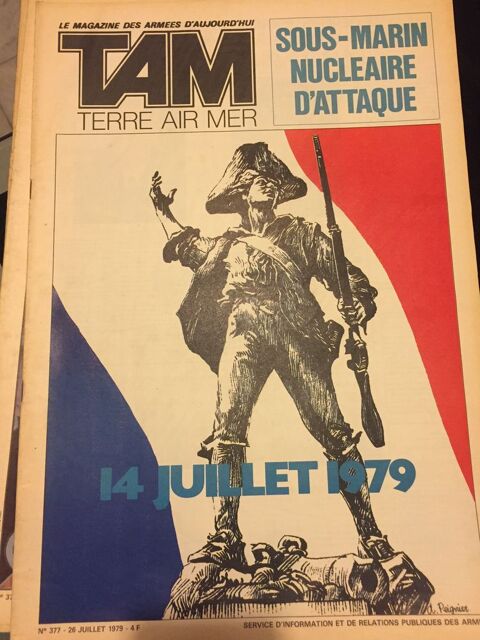 LE MAGAZINE DES ARMEES D'AUJOURD'HUI
TAM
TERRE AIR MER
SOUS-MARIN
NUCLEAIRE
D'ATTAQUE
14 JUILLET 1979
N° 377 - 26 JUILLET 1979 - 4 F
SERVICE D'INFORMATION ET DE RELATIONS PUBLIQUES DES